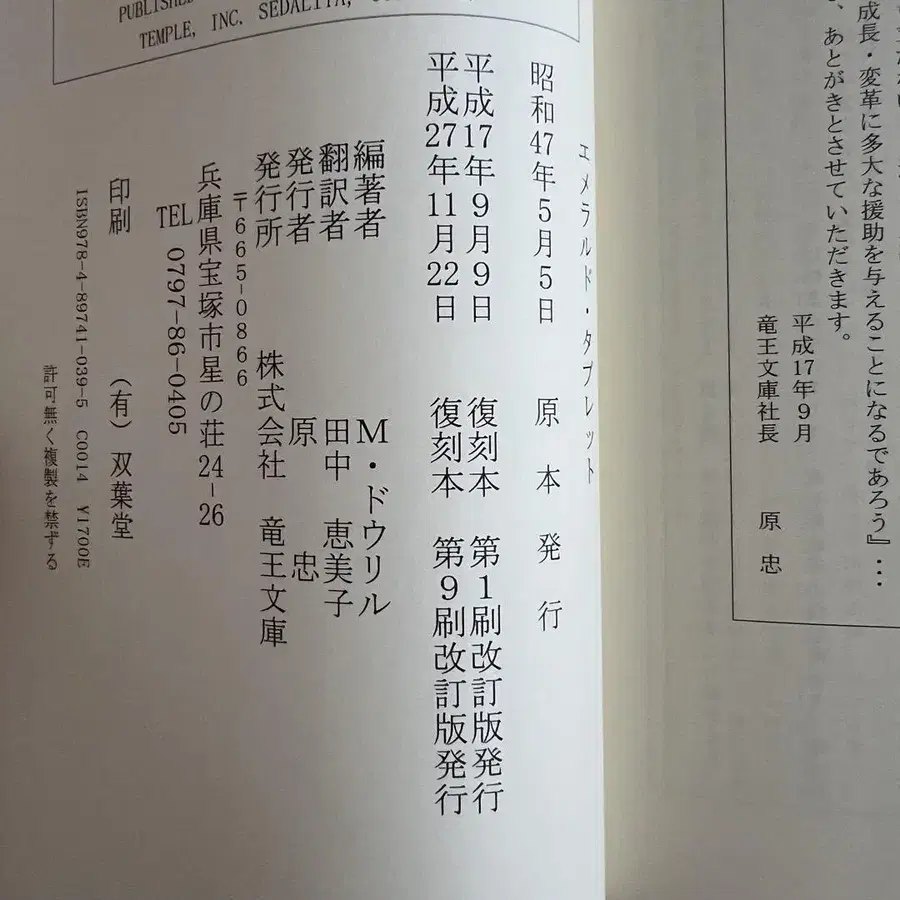 成長・変革に多大な援助を与えることになるであろう』…
、あとがきとさせていただきます。
平成17年9月
竜王文庫社長 原 忠
PUBLISHED
TEMPLE, INC. SEDALIA,
エメラルド・タブレット
昭和47年5月5日 原本発行
平成17年9月9日 復刻本 第1刷改訂版発行
平成27年11月22日 復刻本 第9刷改訂版発行
編著者 M・ドウリル
翻訳者 田中 恵美子
発行者 原 忠
発行所 株式会社 竜王文庫
〒665-0866
兵庫県宝塚市星の荘24-26
TEL 0797-86-0405
印刷 (有) 双葉堂
ISBN978-4-89741-039-5 C0014 ¥1700E
許可無く複製を禁ずる